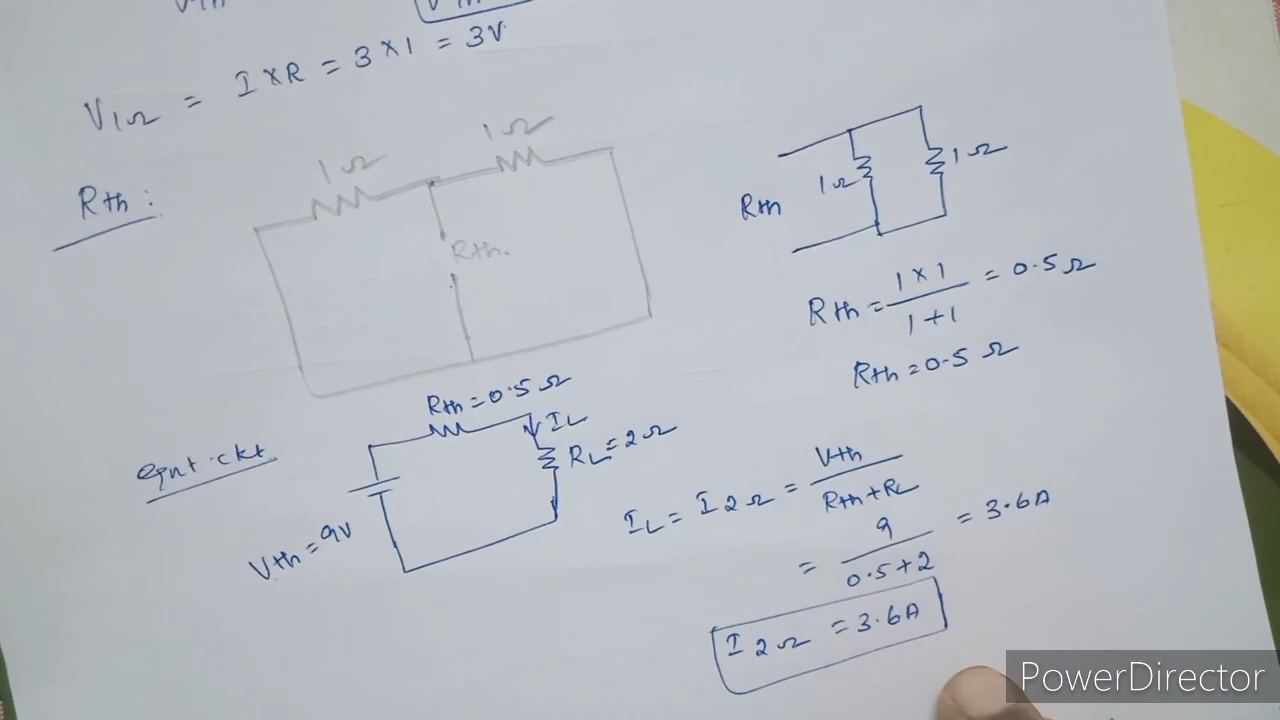 V1Ω = I×R = 3×1 = 3V
Rth :
1Ω
1Ω
Rth.
Rth
1Ω
1Ω
Rth = 1×1 / 1+1 = 0.5Ω
Rth = 0.5 Ω
Eqnt. ckt.
Rth = 0.5 Ω
IL
RL = 2Ω
Vth = 9V
IL = I2Ω = Vth / Rth + RL
= 9 / 0.5+2 = 3.6A
I2Ω = 3.6A
PowerDirector